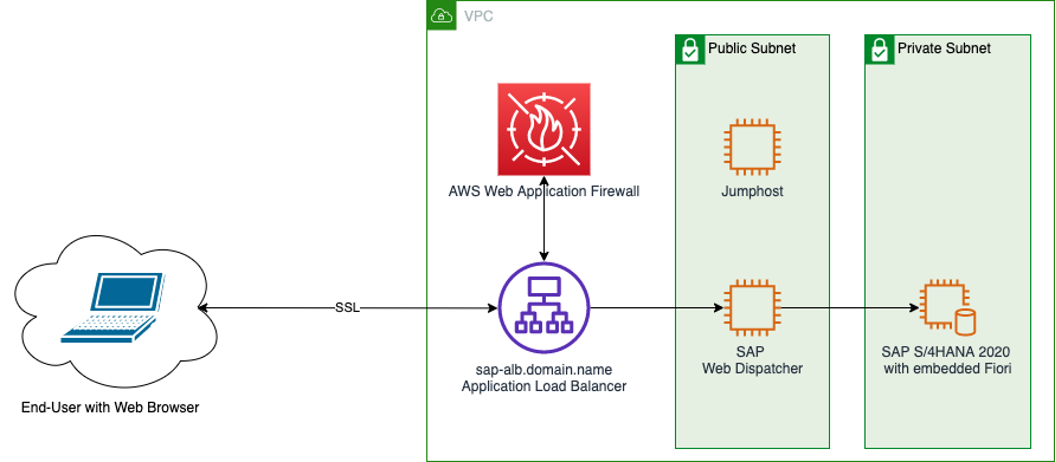 VPC
Public Subnet
Private Subnet
AWS Web Application Firewall
Jumphost
SSL
sap-alb.domain.name
Application Load Balancer
SAP
Web Dispatcher
SAP S/4HANA 2020
with embedded Fiori
End-User with Web Browser